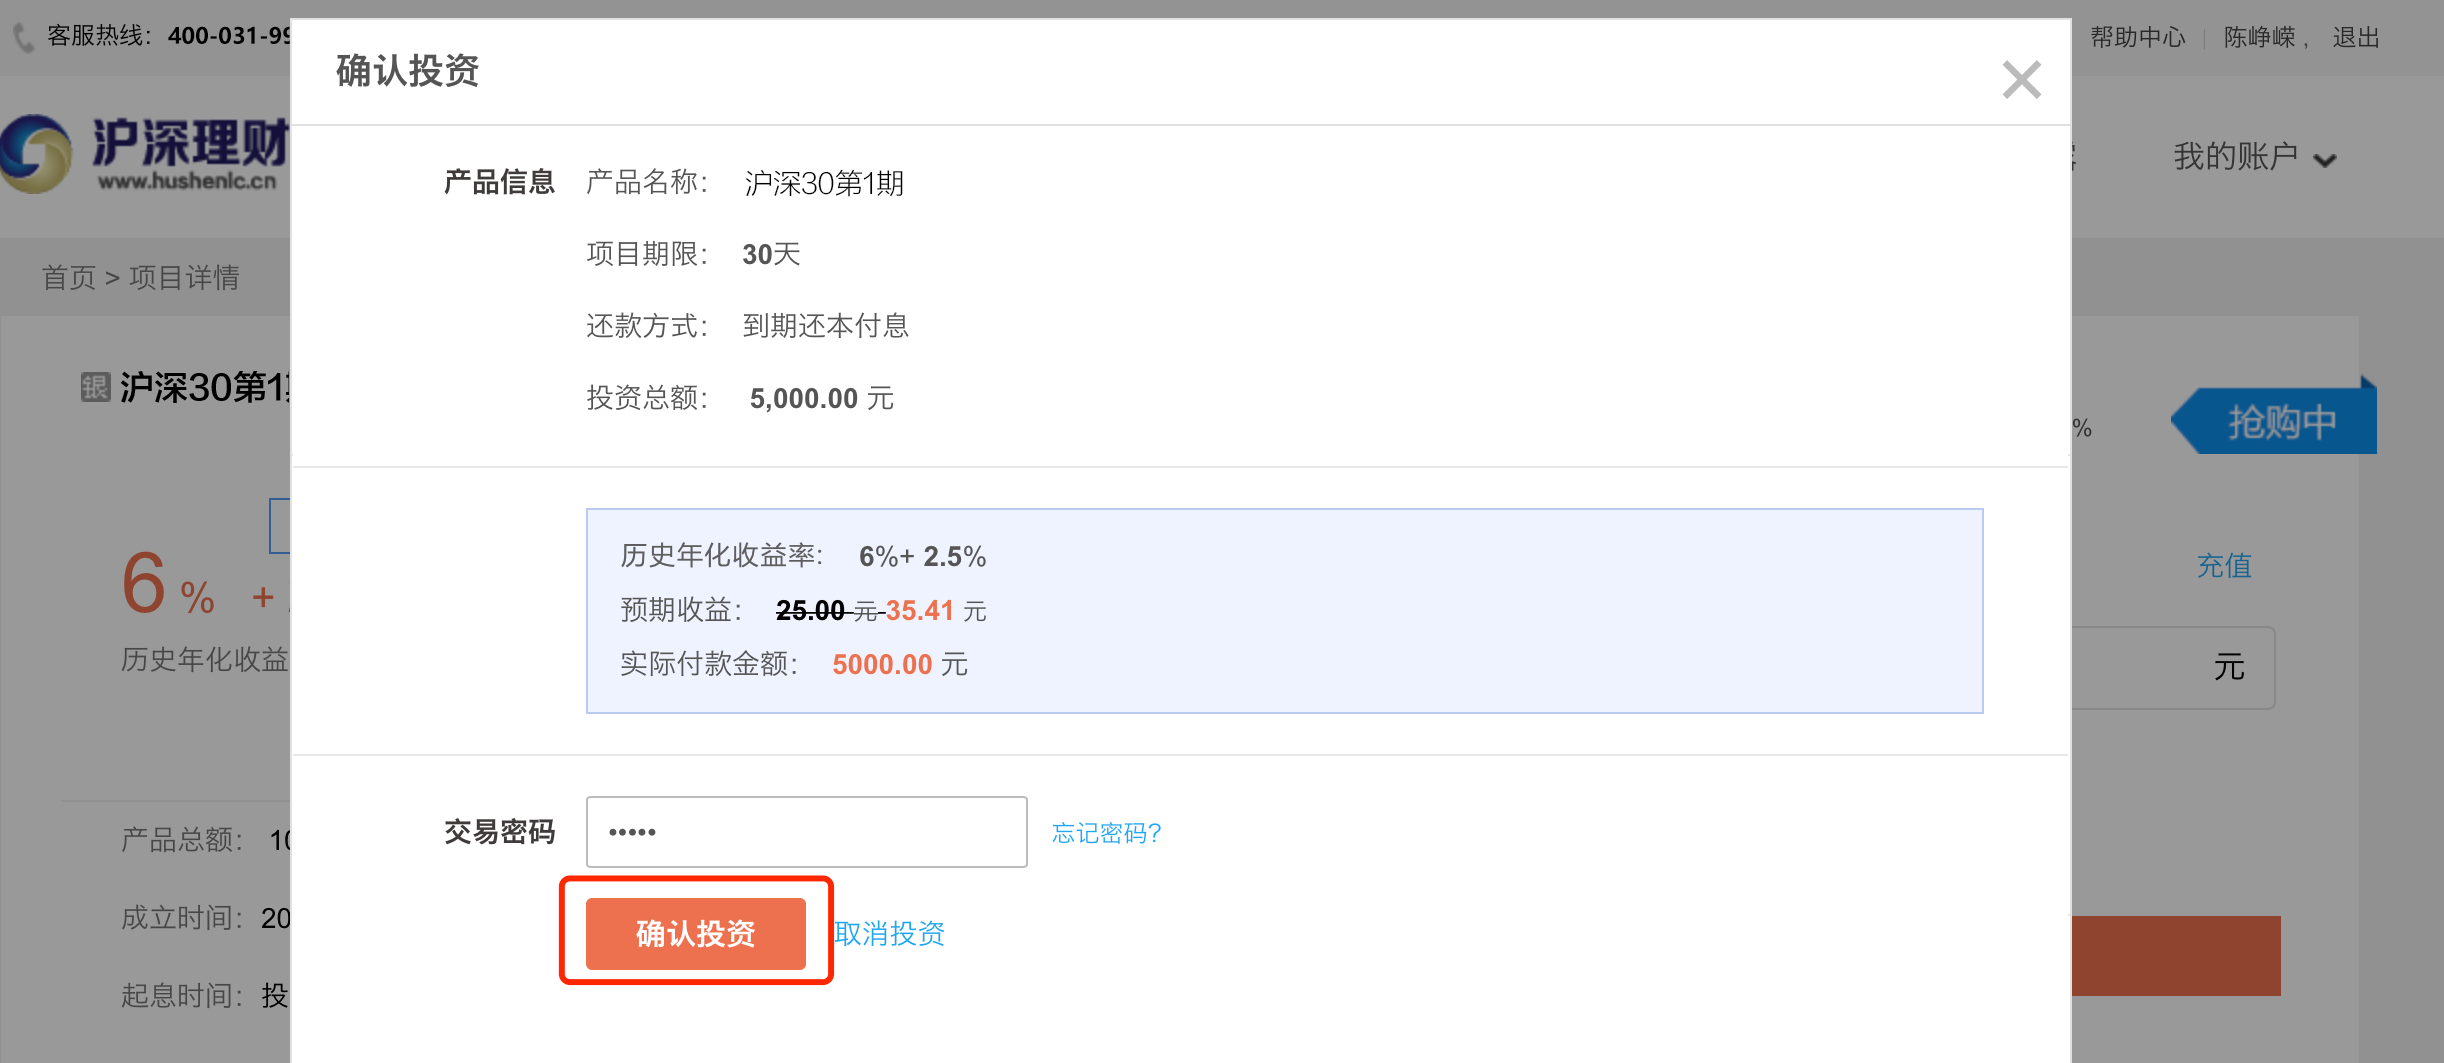 客服热线：400-031-99
帮助中心 | 陈峥嵘， 退出
确认投资
沪深理财
www.hushenlc.cn
我的账户
产品信息 产品名称： 沪深30第1期
项目期限： 30天
首页 > 项目详情
还款方式： 到期还本付息
银 沪深30第1
投资总额： 5,000.00 元
%
抢购中
历史年化收益率: 6%+ 2.5%
充值
6 % +
预期收益： 25.00 元 35.41 元
历史年化收益
实际付款金额： 5000.00 元
元
交易密码 ••••• 忘记密码?
产品总额： 10
成立时间： 20
确认投资 取消投资
起息时间： 投